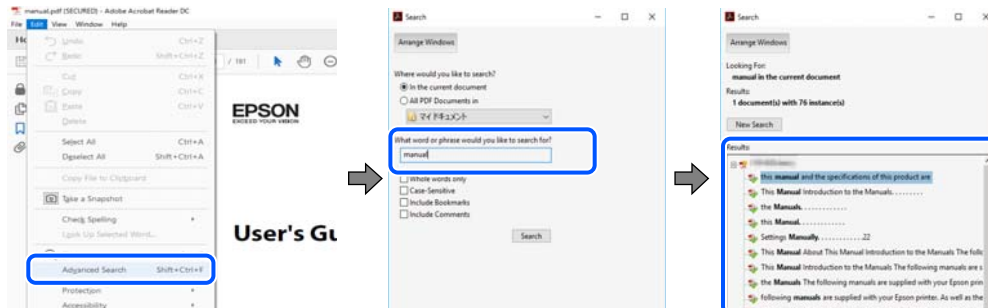 manual.pdf (SECURED) - Adobe Acrobat Reader DC
File Edit View Window Help
Undo Ctrl+Z
Redo Shift+Ctrl+Z
Cut Ctrl+X
Copy Ctrl+C
Paste Ctrl+V
Delete
Select All Ctrl+A
Deselect All Shift+Ctrl+A
Copy File to Clipboard
Take a Snapshot
Check Spelling
Look Up Selected Word...
Advanced Search Shift+Ctrl+F
Protection
Accessibility
/ 191
EPSON
EXCEED YOUR VISION
User's Gu
Search
Arrange Windows
Where would you like to search?
In the current document
All PDF Documents in
マイ ドキュメント
What word or phrase would you like to search for?
manual
Whole words only
Case-Sensitive
Include Bookmarks
Include Comments
Search
Search
Arrange Windows
Looking For:
manual in the current document
Results:
1 document(s) with 76 instance(s)
New Search
Results:
this manual and the specifications of this product are
This Manual Introduction to the Manuals. . . . . . . . .
the Manuals. . . . . . . . . . . . .
this Manual. . . . . . . . . . . . .
Settings Manually. . . . . . . . . . . . .22
This Manual About This Manual Introduction to the Manuals The follo
This Manual Introduction to the Manuals The following manuals are s
the Manuals The following manuals are supplied with your Epson prin
following manuals are supplied with your Epson printer. As well as the